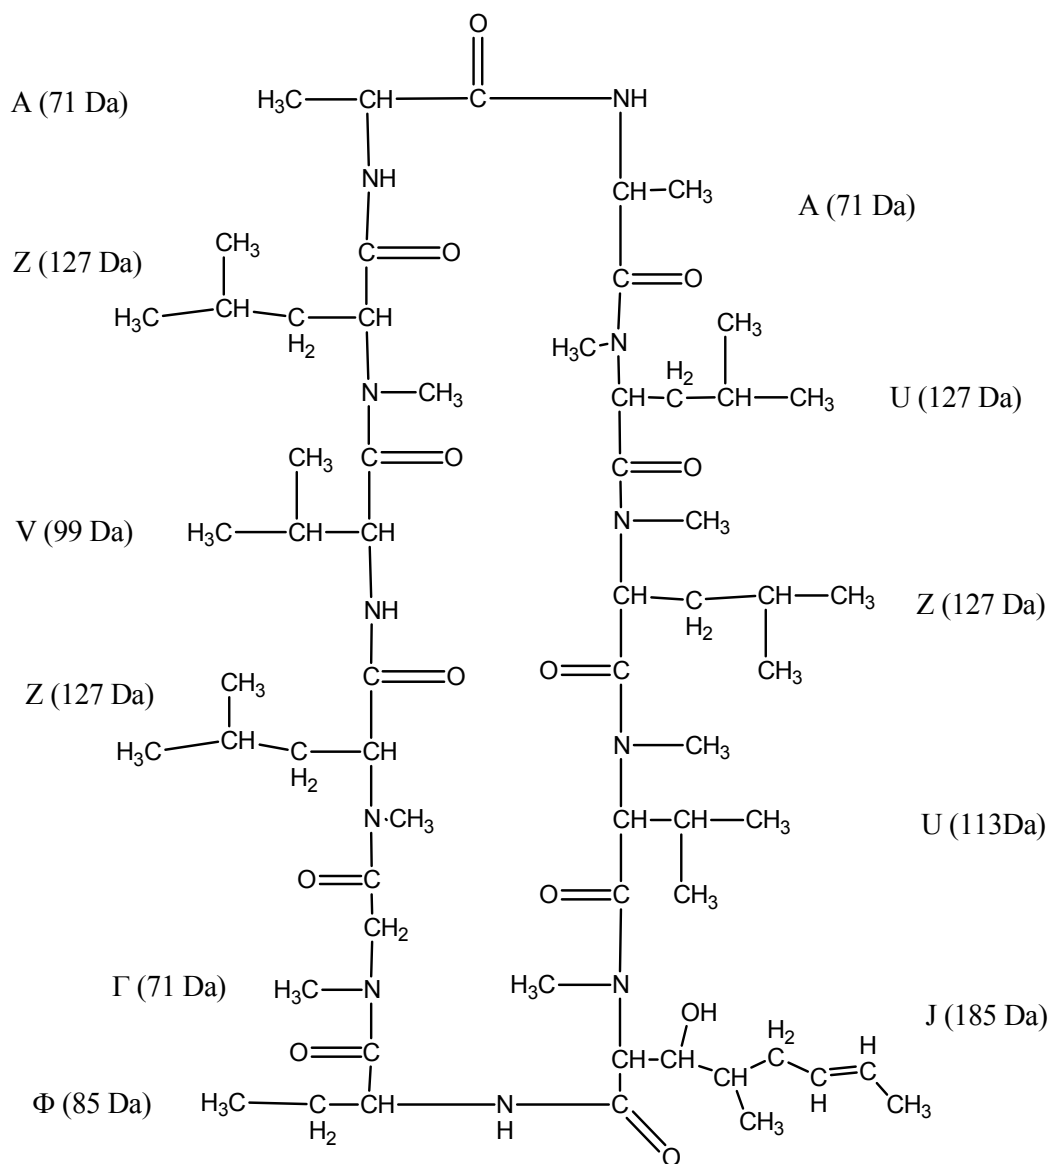 O
A (71 Da) H₃C CH C NH
NH
CH CH₃
A (71 Da)
CH₃
C O
Z (127 Da)
C O
H₃C CH C CH
H₂
CH₃
H₃C N
H₂
N CH₃
CH C CH CH₃ U (127 Da)
CH₃ C O
C O
N CH₃
V (99 Da) H₃C CH CH
CH C CH CH₃ Z (127 Da)
H₂
NH
CH₃
O C
C O
Z (127 Da) CH₃
H₃C CH C CH
H₂
N CH₃
N CH₃
CH CH CH₃ U (113Da)
O C
O C CH₃
CH₂
Γ (71 Da) H₃C N
H₃C N
OH J (185 Da)
H₂ H
O C
CH CH CH C C C
H
CH₃ CH₃
Φ (85 Da) H₃C C CH N C
H₂ H
O